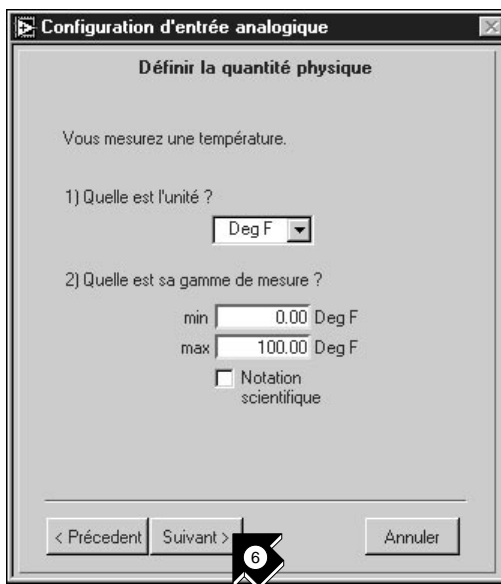 Configuration d'entrée analogique
Définir la quantité physique
Vous mesurez une température.
1) Quelle est l'unité ?
Deg F
2) Quelle est sa gamme de mesure ?
min 0.00 Deg F
max 100.00 Deg F
Notation
scientifique
< Précedent Suivant > Annuler
6